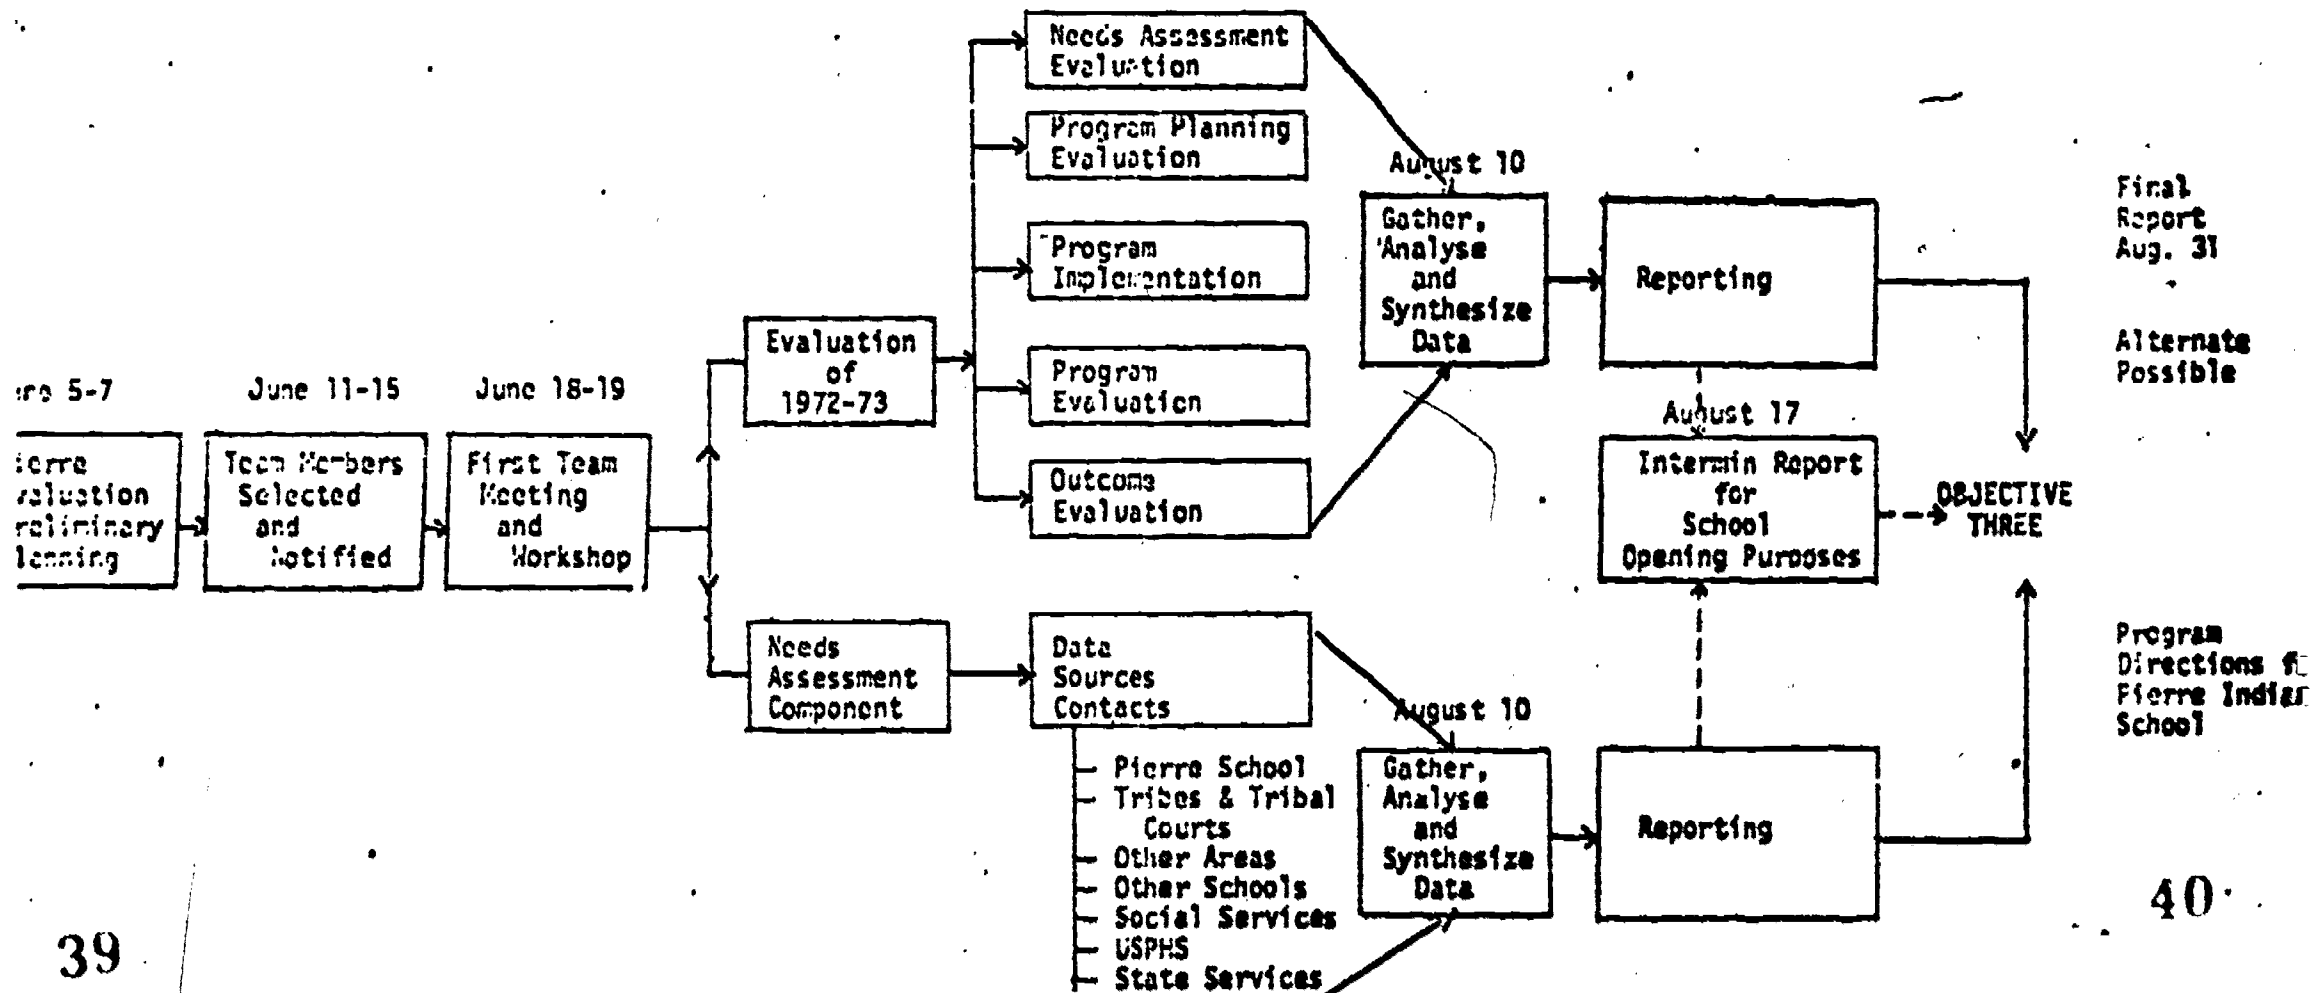 5-7
June 11-15
Team Members
Selected
and
Notified
June 18-19
First Team
Meeting
and
Workshop
Evaluation
of
1972-73
Needs Assessment
Evaluation
Program Planning
Evaluation
Program
Implementation
Program
Evaluation
Outcome
Evaluation
August 10
Gather,
Analyse
and
Synthesize
Data
Reporting
August 17
Intermin Report
for
School
Opening Purposes
OBJECTIVE
THREE
Final
Report
Aug. 31
Alternate
Possible
Program
Directions
Pierre
School
Needs
Assessment
Component
Data
Sources
Contacts
Pierre School
Tribes & Tribal
Courts
Other Areas
Other Schools
Social Services
USPHS
State Services
August 10
Gather,
Analyse
and
Synthesize
Data
Reporting
39
40